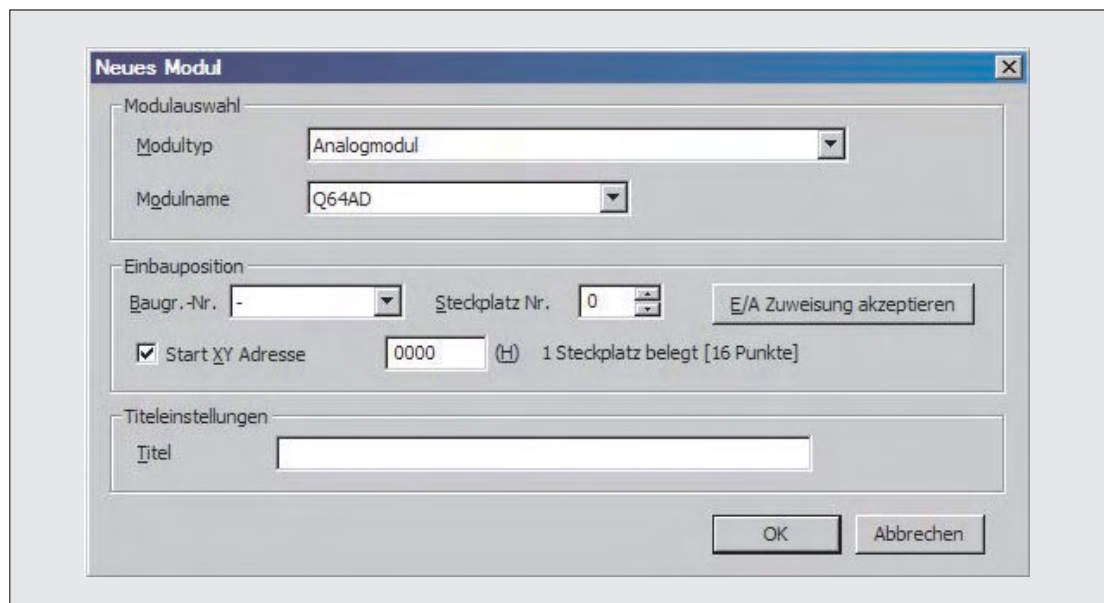 Neues Modul
Modulauswahl
Modultyp Analogmodul
Modulname Q64AD
Einbauposition
Baugr.-Nr. - Steckplatz Nr. 0 E/A Zuweisung akzeptieren
Start XY Adresse 0000 (H) 1 Steckplatz belegt [16 Punkte]
Titeleinstellungen
Titel
OK Abbrechen